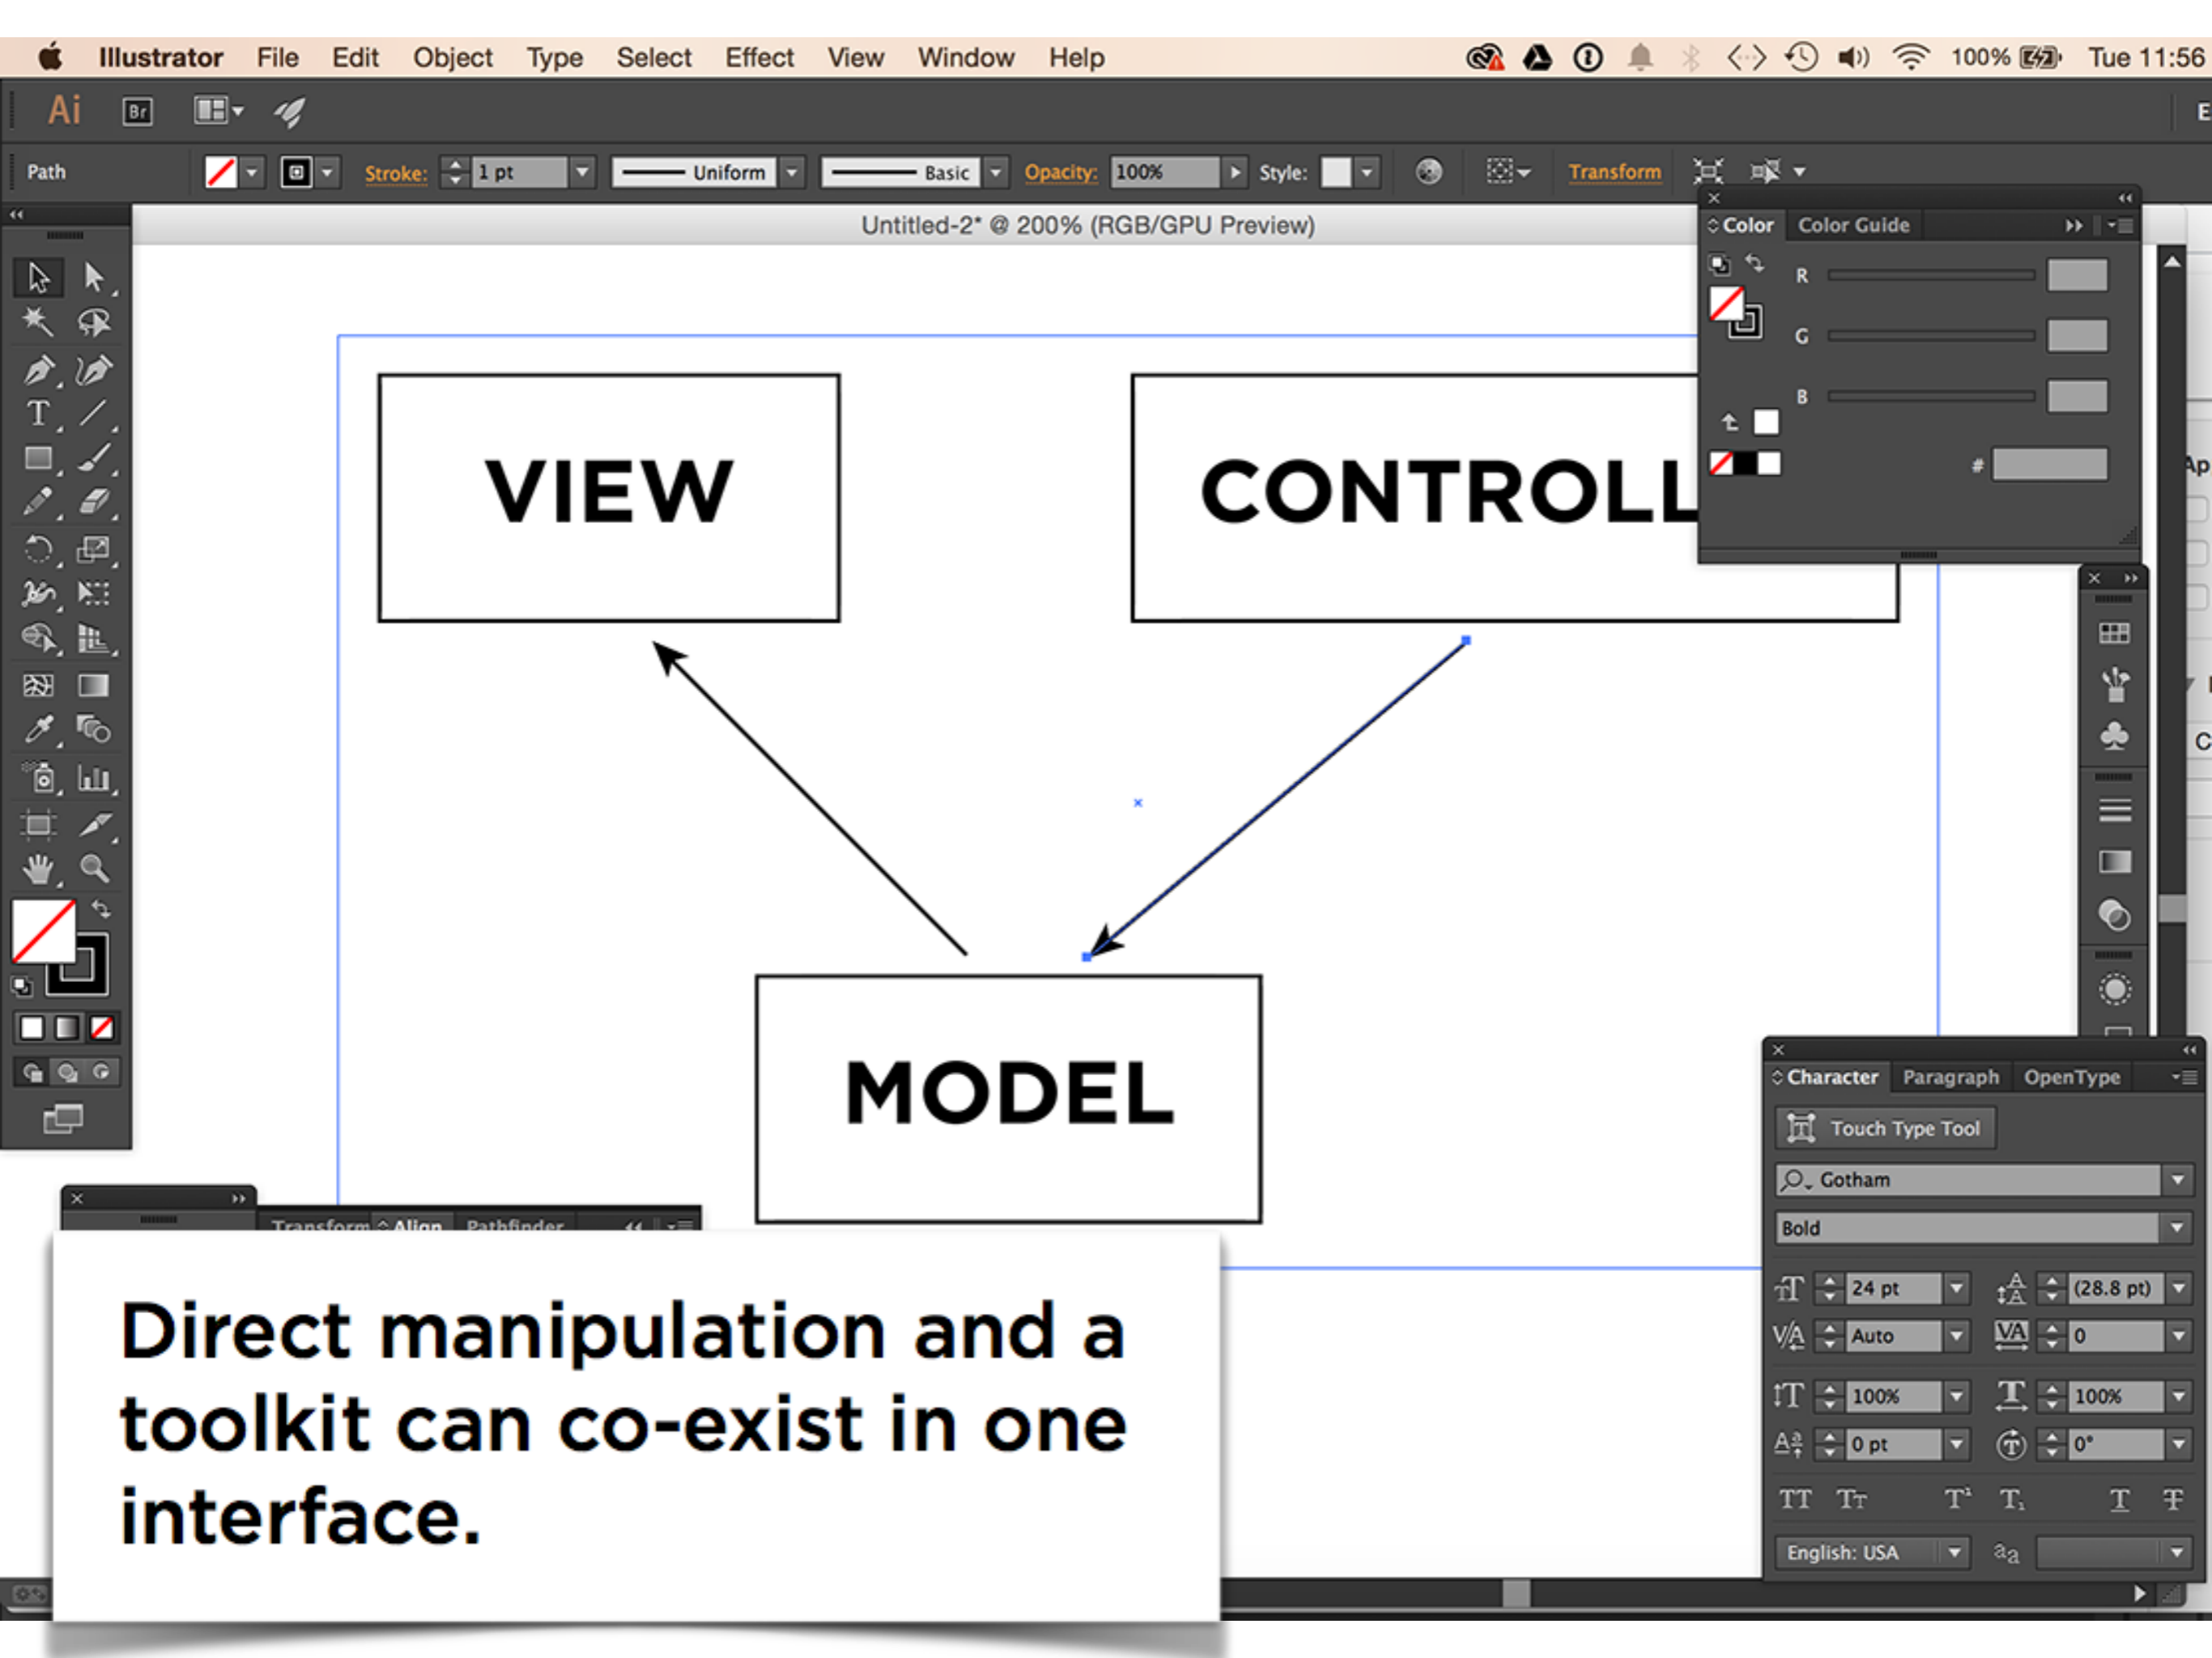 Illustrator File Edit Object Type Select Effect View Window Help 100% Tue 11:56
Ai Br E
Path Stroke: 1 pt Uniform Basic Opacity: 100% Style: Transform
Untitled-2* @ 200% (RGB/GPU Preview)
Color Color Guide
R
G
B
#
VIEW
CONTROLL
Ap
C
MODEL
Transform Align Pathfinder
Character Paragraph OpenType
Touch Type Tool
Gotham
Bold
24 pt (28.8 pt)
Auto 0
100% 100%
0 pt 0°
English: USA
Direct manipulation and a
toolkit can co-exist in one
interface.